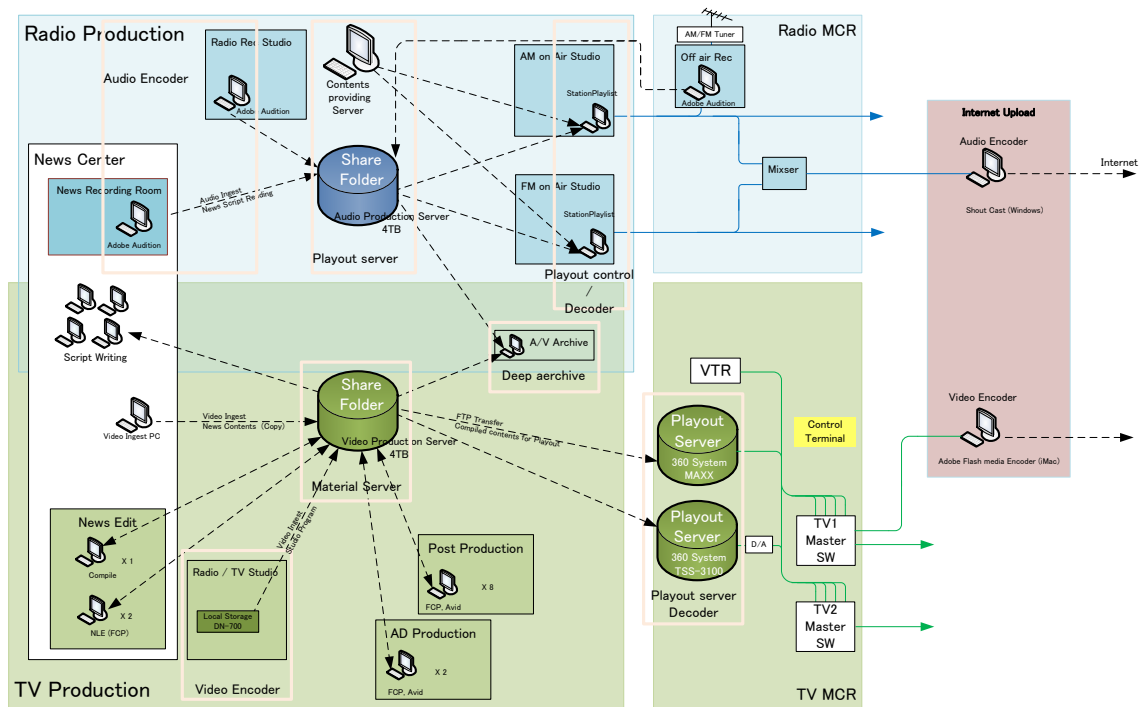 Radio Production
Radio MCR
AM/FM Tuner
Radio Rec Studio
Audio Encoder
Adobe Audition
Contents
providing
Server
AM on Air Studio
StationPlaylist
Off air Rec
Adobe Audition
Internet Upload
Audio Encoder
Internet
Shout Cast (Windows)
Mixser
News Center
News Recording Room
Adobe Audition
Audio Ingest
News Script Reading
Share
Folder
Audio Production Server
4TB
Playout server
FM on Air Studio
StationPlaylist
Playout control
/
Decoder
Script Writing
A/V Archive
Deep aerchive
Share
Folder
Video Production Server
4TB
Material Server
Video Ingest PC
Video Ingest
News Contents (Copy)
FTP Transfer
Compiled contents for Playout
VTR
Control
Terminal
Playout
Server
360 System
MAXX
Playout
Server
360 System
TSS-3100
Playout server
Decoder
D/A
TV1
Master
SW
TV2
Master
SW
Video Encoder
Adobe Flash media Encoder (iMac)
News Edit
X 1
Compile
X 2
NLE (FCP)
Radio / TV Studio
Local Storage
DN-700
Video Encoder
Video Ingest
Studio Program
Post Production
X 8
FCP, Avid
AD Production
X 2
FCP, Avid
TV Production
TV MCR